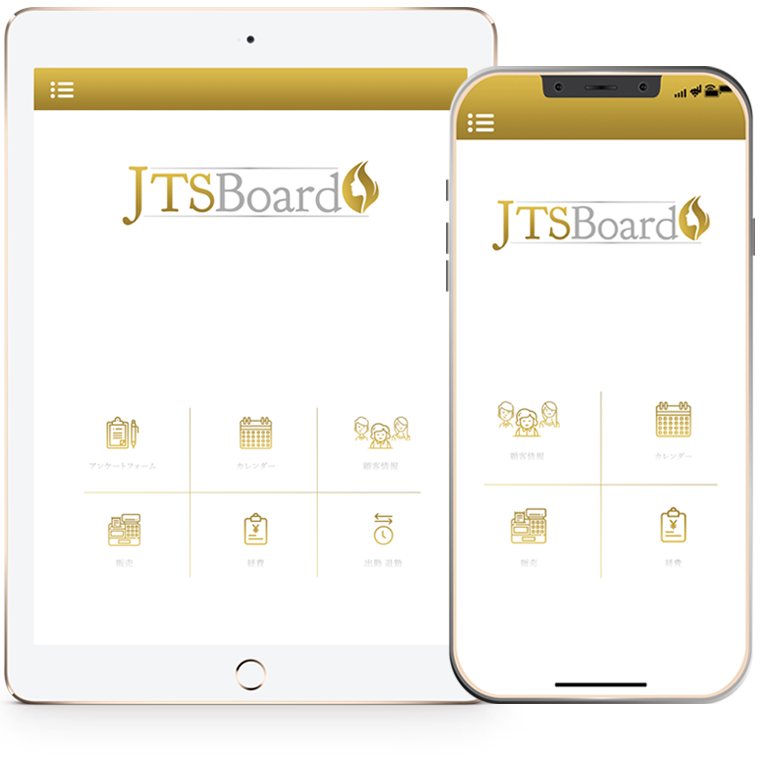 JTSBoard
アンケートフォーム
カレンダー
顧客情報
販売
経費
出勤 退勤
JTSBoard
顧客情報
カレンダー
販売
経費